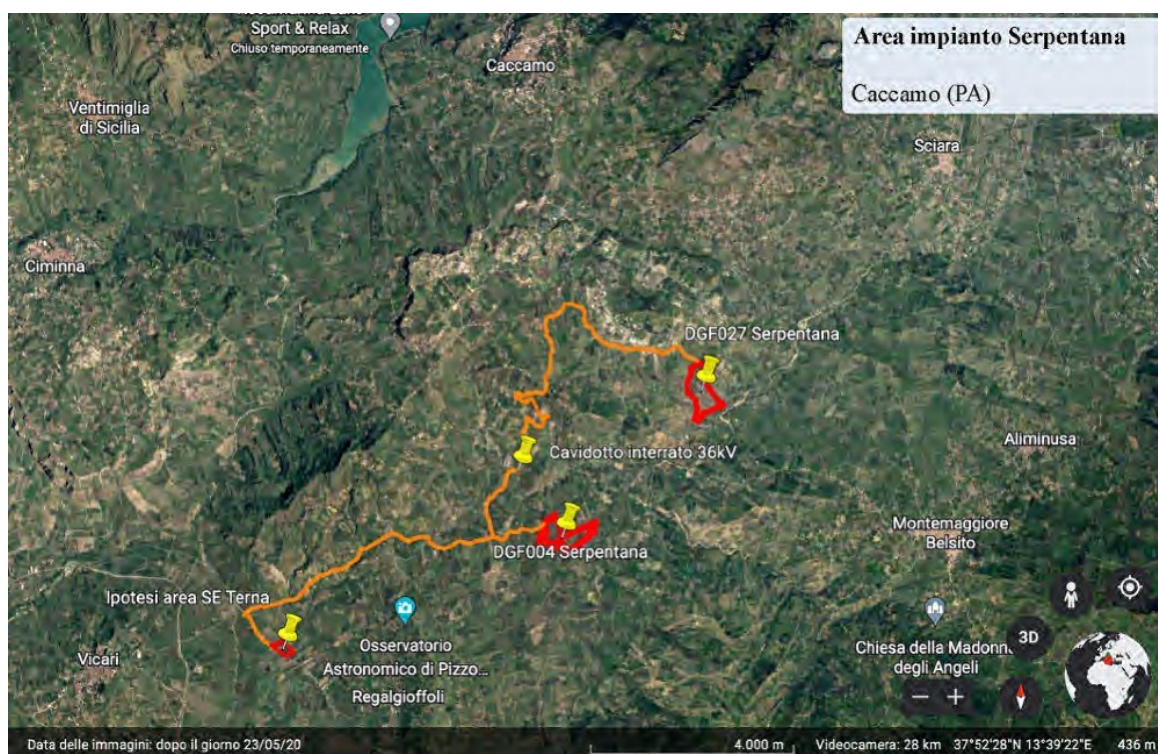 Sport & Relax
Chiuso temporaneamente
Area impianto Serpentana
Caccamo (PA)
Caccamo
Ventimiglia
di Sicilia
Sciara
Ciminna
DGF027 Serpentana
Cavidotto interrato 36kV
Aliminusa
Montemaggiore
Belsito
DGF004 Serpentana
Ipotesi area SE Terna
Osservatorio
Astronomico di Pizzo...
Regalgioffoli
Vicari
Chiesa della Madonna
degli Angeli
3D
Data delle immagini: dopo il giorno 23/05/20
4.000 m
Videocamera: 28 km
37°52'28"N 13°39'22"E
436 m